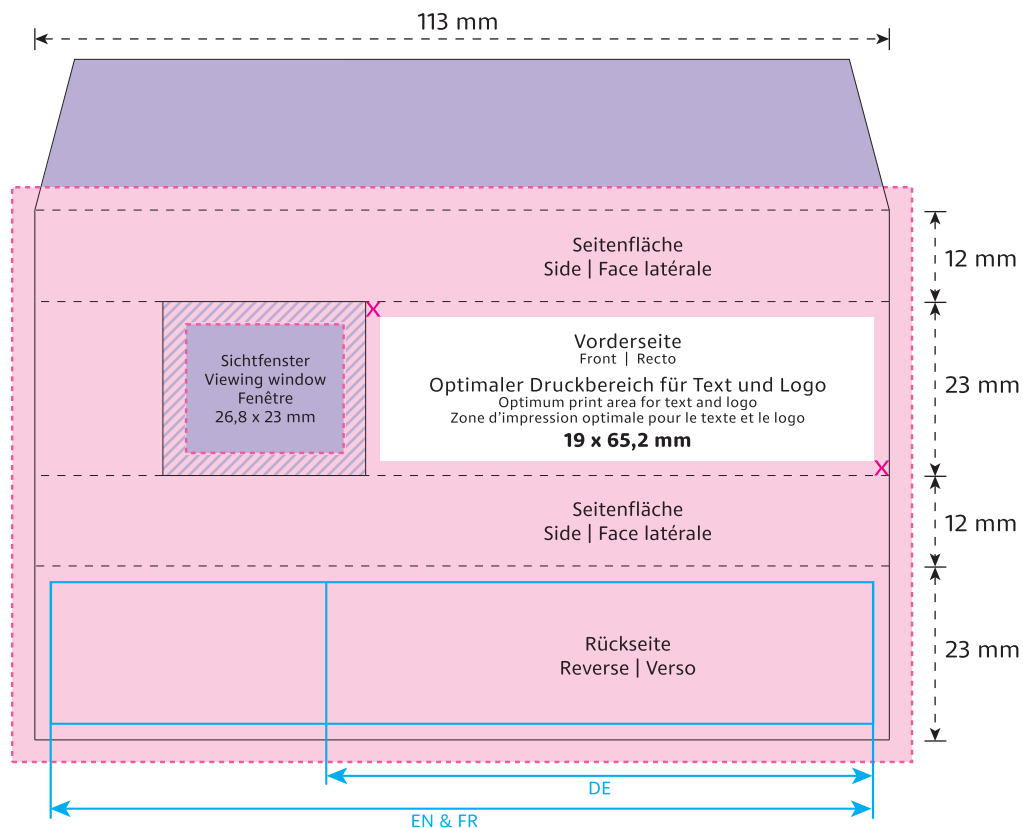 113 mm
Seitenfläche
Side | Face latérale
12 mm
X
Sichtfenster
Viewing window
Fenêtre
26,8 x 23 mm
Vorderseite
Front | Recto
Optimaler Druckbereich für Text und Logo
Optimum print area for text and logo
Zone d'impression optimale pour le texte et le logo
19 x 65,2 mm
23 mm
X
Seitenfläche
Side | Face latérale
12 mm
Rückseite
Reverse | Verso
23 mm
DE
EN & FR